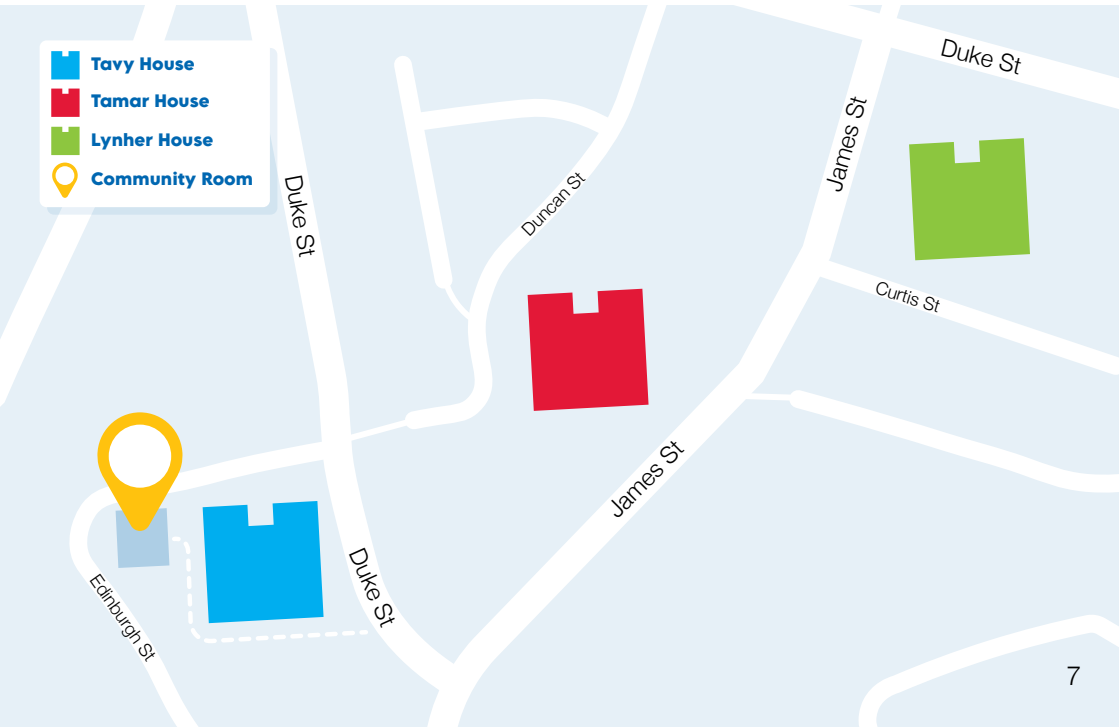 Tavy House
Tamar House
Lynher House
Community Room
Duke St
James St
Duke St
Duncan St
Curtis St
James St
Duke St
Edinburgh St
7